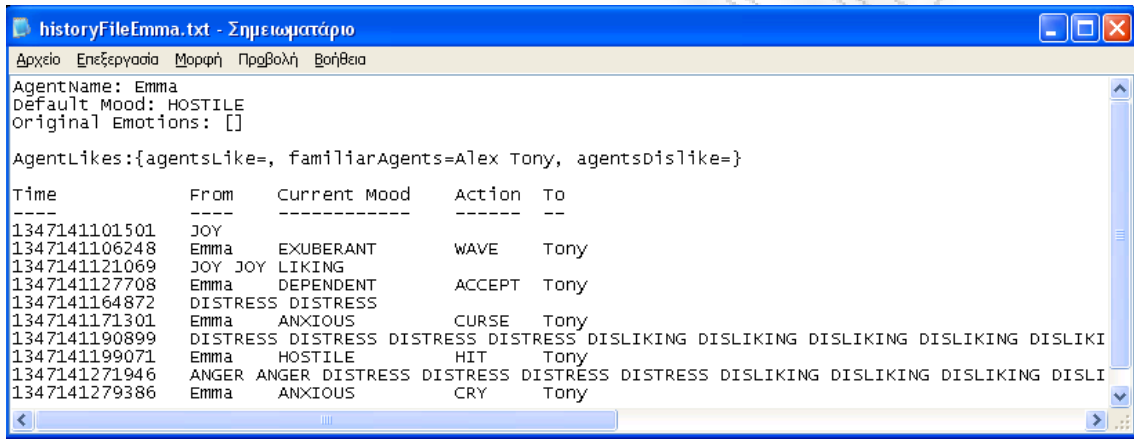 historyFileEmma.txt - Σημειωματάριο
Αρχείο Επεξεργασία Μορφή Προβολή Βοήθεια
AgentName: Emma
Default Mood: HOSTILE
Original Emotions: []
AgentLikes:{agentsLike=, familiarAgents=Alex Tony, agentsDislike=}
Time From Current Mood Action To
---- ---- ------------ ------ --
1347141101501 JOY
1347141106248 Emma EXUBERANT WAVE Tony
1347141121069 JOY JOY LIKING
1347141127708 Emma DEPENDENT ACCEPT Tony
1347141164872 DISTRESS DISTRESS
1347141171301 Emma ANXIOUS CURSE Tony
1347141190899 DISTRESS DISTRESS DISTRESS DISTRESS DISLIKING DISLIKING DISLIKING DISLIKING DISLIKI
1347141199071 Emma HOSTILE HIT Tony
1347141271946 ANGER ANGER DISTRESS DISTRESS DISTRESS DISTRESS DISLIKING DISLIKING DISLIKING DISLI
1347141279386 Emma ANXIOUS CRY Tony